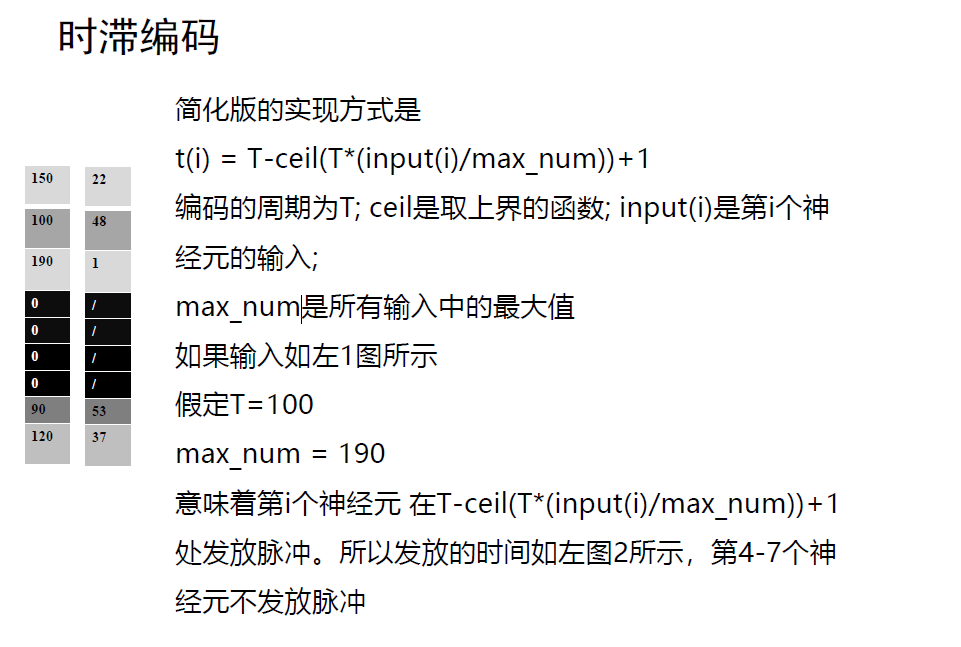 时滞编码
简化版的实现方式是
t(i) = T-ceil(T*(input(i)/max_num))+1
编码的周期为T; ceil是取上界的函数; input(i)是第i个神
经元的输入;
max_num是所有输入中的最大值
如果输入如左1图所示
假定T=100
max_num = 190
意味着第i个神经元 在T-ceil(T*(input(i)/max_num))+1
处发放脉冲。所以发放的时间如左图2所示，第4-7个神
经元不发放脉冲
150 22
100 48
190 1
0 /
0 /
0 /
0 /
90 53
120 37